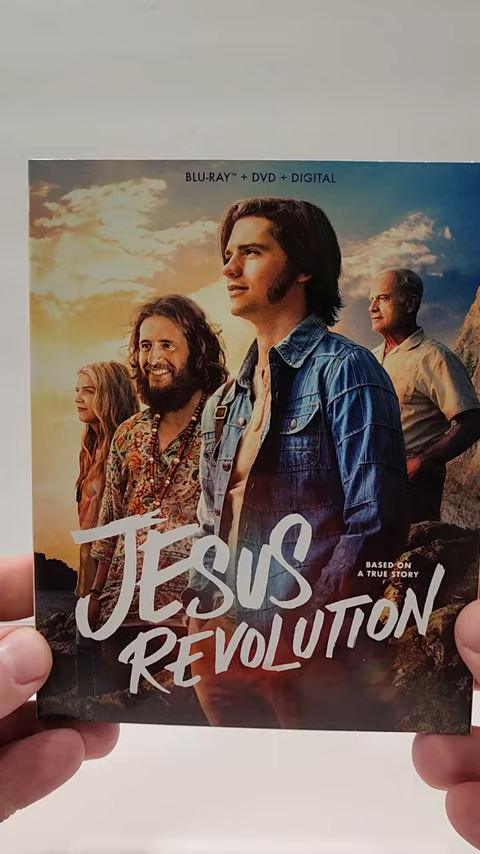 BLU-RAY™ + DVD + DIGITAL
JESUS
REVOLUTION
BASED ON
A TRUE STORY